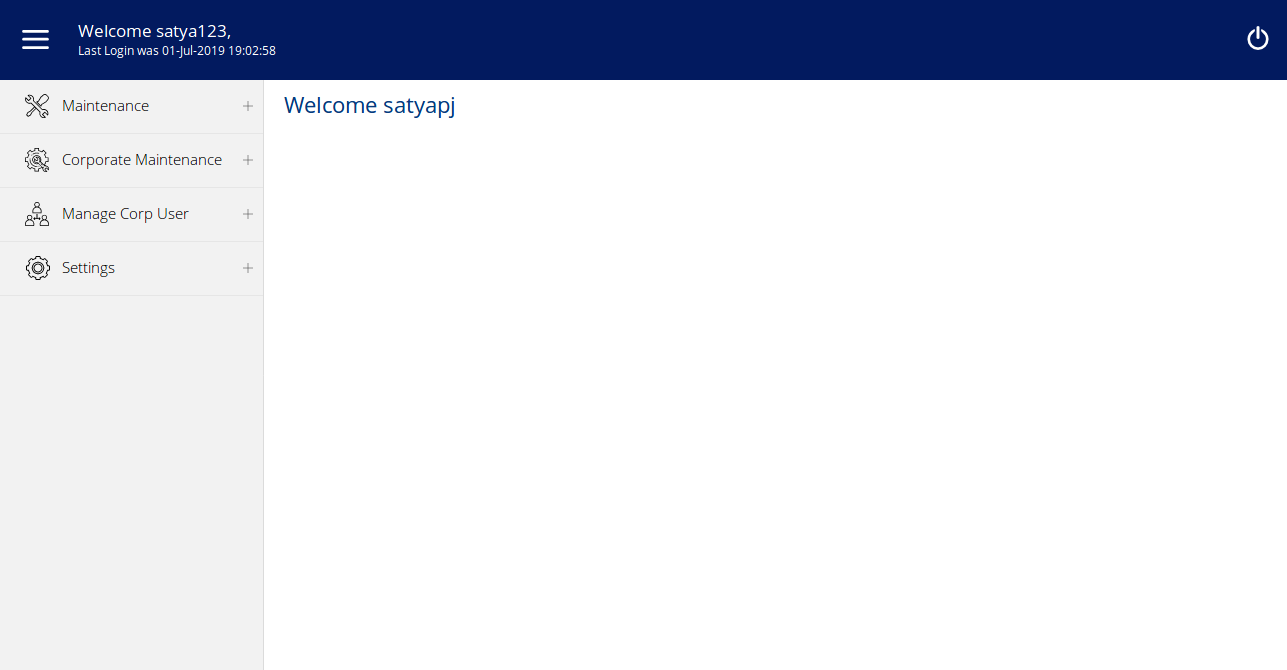 Welcome satya123,
Last Login was 01-Jul-2019 19:02:58
Maintenance
Corporate Maintenance
Manage Corp User
Settings
Welcome satyapj